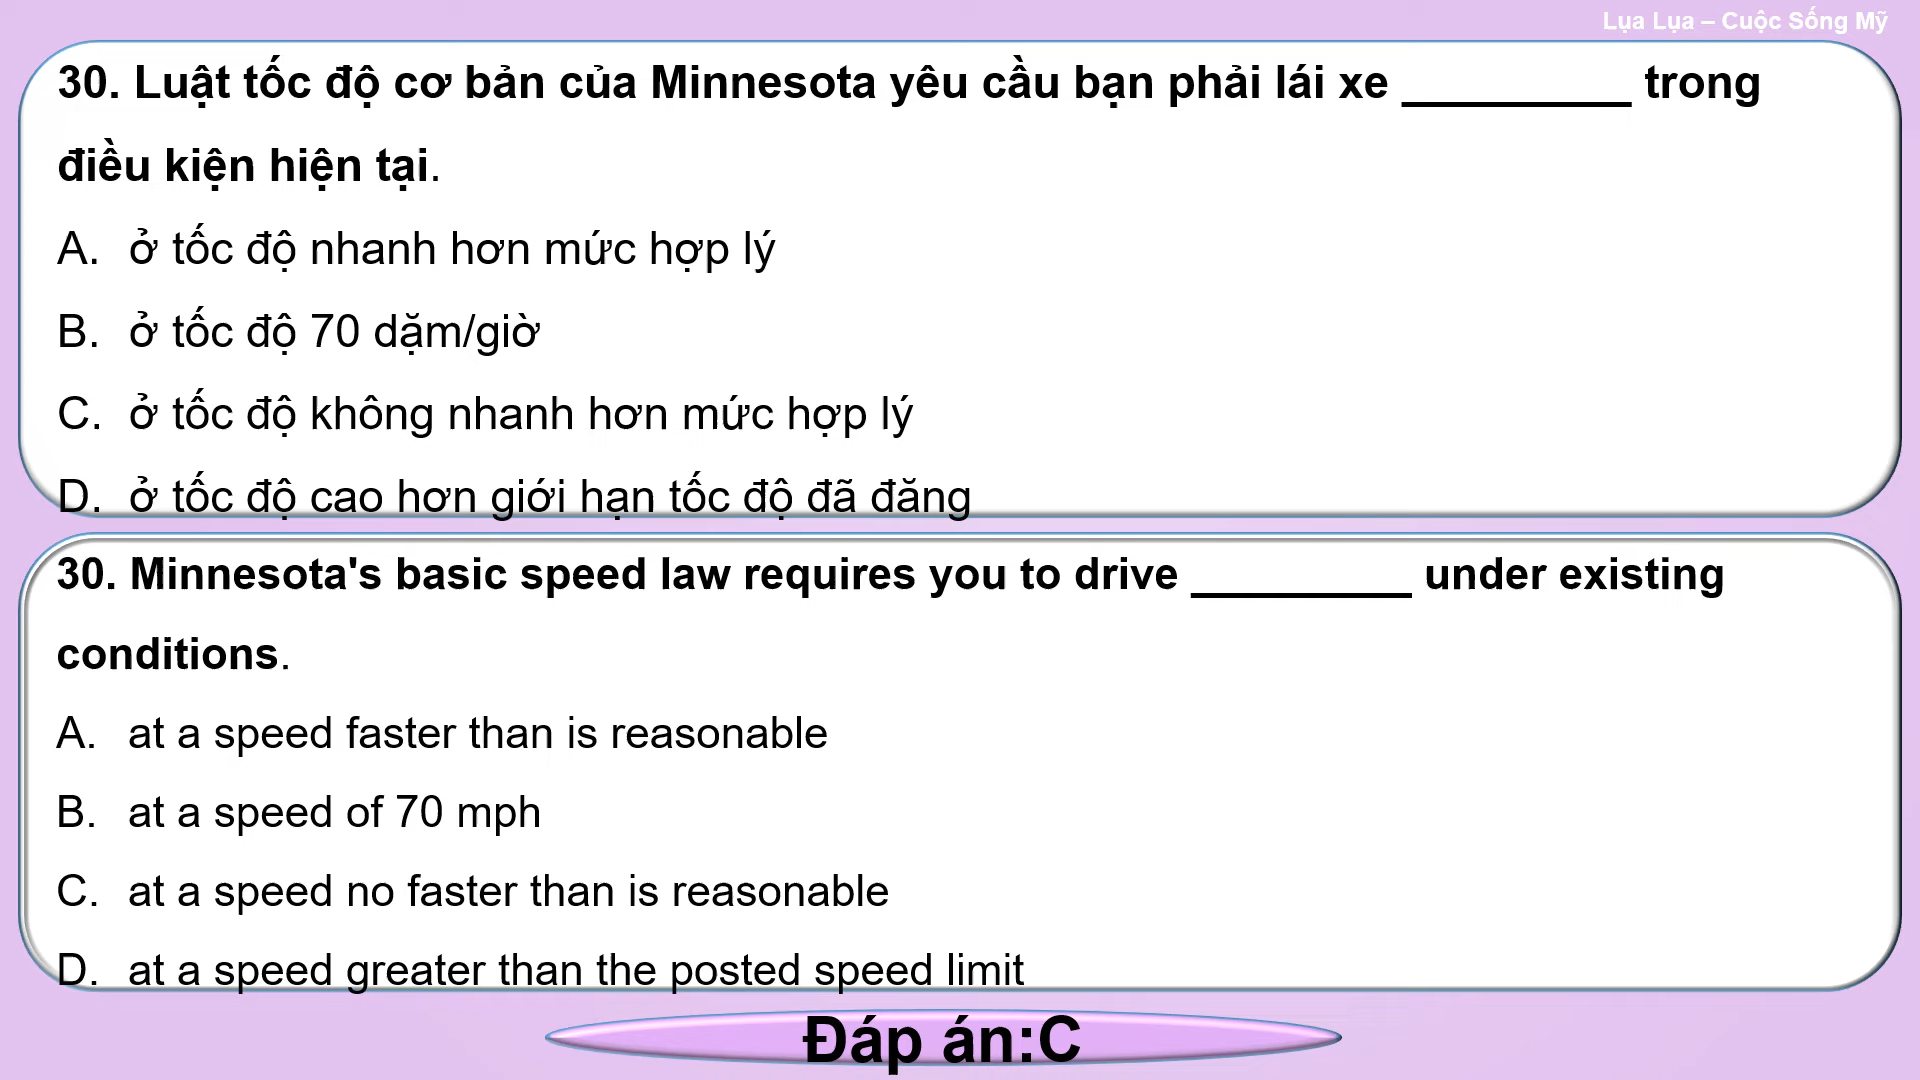 Lụa Lụa – Cuộc Sống Mỹ
30. Luật tốc độ cơ bản của Minnesota yêu cầu bạn phải lái xe _________ trong
điều kiện hiện tại.
A. ở tốc độ nhanh hơn mức hợp lý
B. ở tốc độ 70 dặm/giờ
C. ở tốc độ không nhanh hơn mức hợp lý
D. ở tốc độ cao hơn giới hạn tốc độ đã đăng
30. Minnesota's basic speed law requires you to drive _________ under existing
conditions.
A. at a speed faster than is reasonable
B. at a speed of 70 mph
C. at a speed no faster than is reasonable
D. at a speed greater than the posted speed limit
Đáp án:C